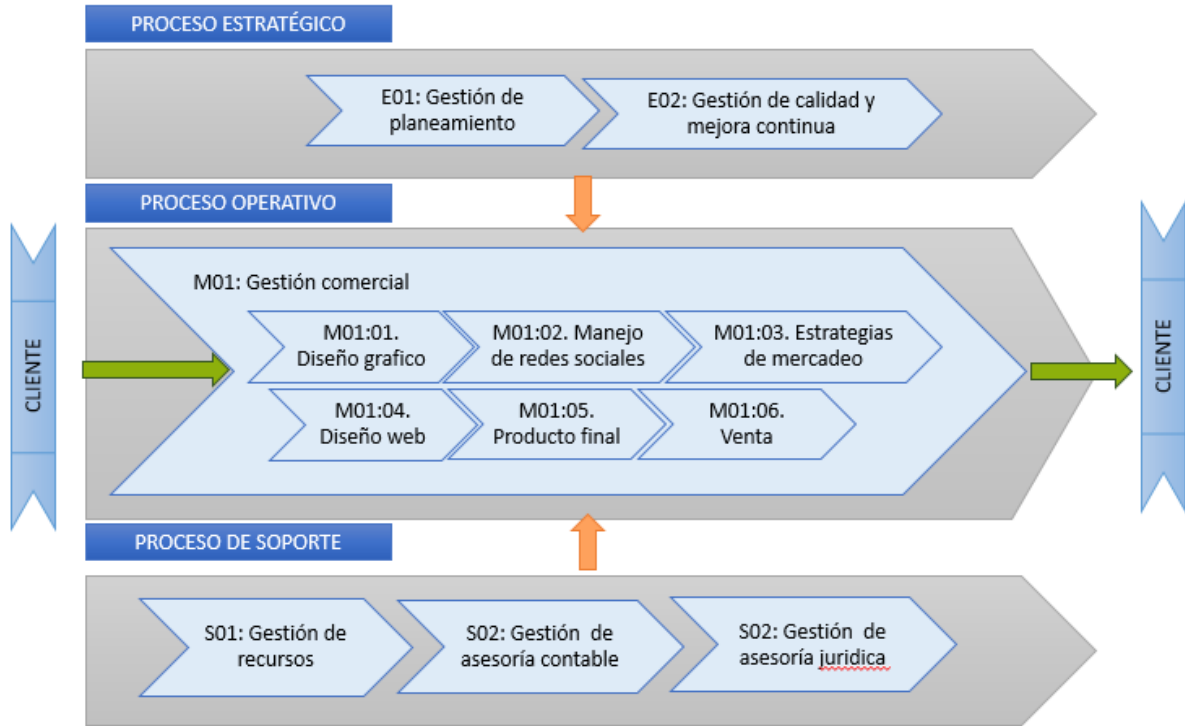 PROCESO ESTRATÉGICO
E01: Gestión de
planeamiento
E02: Gestión de calidad y
mejora continua
PROCESO OPERATIVO
CLIENTE
M01: Gestión comercial
M01:01.
Diseño grafico
M01:02. Manejo
de redes sociales
M01:03. Estrategias
de mercadeo
M01:04.
Diseño web
M01:05.
Producto final
M01:06.
Venta
CLIENTE
PROCESO DE SOPORTE
S01: Gestión de
recursos
S02: Gestión  de
asesoría contable
S02: Gestión  de
asesoría juridica